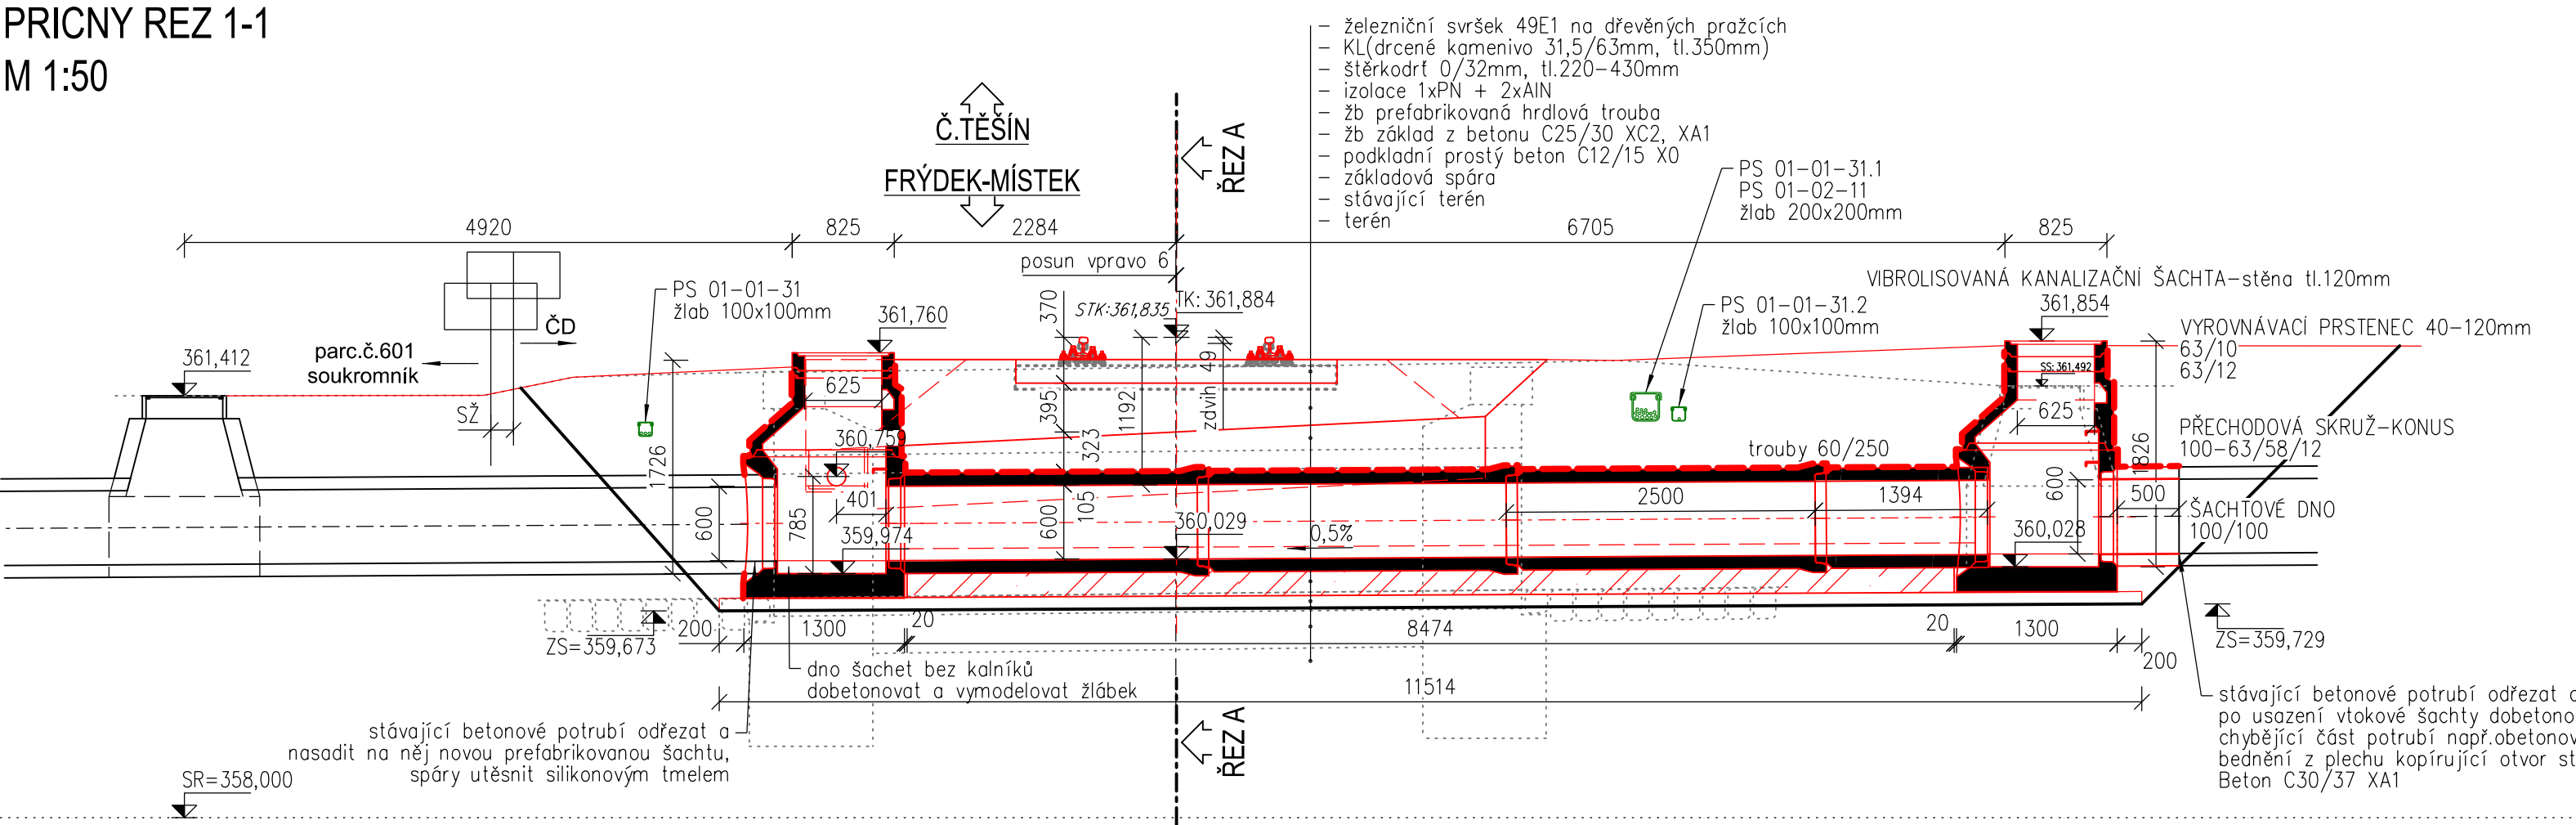 PRICNY REZ 1-1
M 1:50
– železniční svršek 49E1 na dřevěných pražcích
– KL(drcené kamenivo 31,5/63mm, tl.350mm)
– štěrkodrť 0/32mm, tl.220–430mm
– izolace 1xPN + 2xAIN
– žb prefabrikovaná hrdlová trouba
– žb základ z betonu C25/30 XC2, XA1
– podkladní prostý beton C12/15 X0
– základová spára
– stávající terén
– terén
Č.TĚŠÍN
FRÝDEK-MÍSTEK
ŘEZ A
PS 01–01–31.1
PS 01–02–11
žlab 200x200mm
4920
825
2284
6705
825
posun vpravo 6
VIBROLISOVANÁ KANALIZAČNÍ ŠACHTA–stěna tl.120mm
PS 01–01–31
žlab 100x100mm
361,760
370
STK:361,835
TK:361,884
PS 01–01–31.2
žlab 100x100mm
361,854
ČD
VYROVNÁVACÍ PRSTENEC 40–120mm
63/10
63/12
361,412
parc.č.601
soukromník
SŽ
625
395
1192
zdvih 49
SS:361,492
625
PŘECHODOVÁ SKRUŽ–KONUS
100–63/58/12
360,759
323
trouby 60/250
1726
1826
401
105
2500
1394
600
500
600
785
600
360,029
0,5%
359,974
360,028
ŠACHTOVÉ DNO
100/100
ZS=359,673
200
1300
20
8474
20
1300
200
ZS=359,729
dno šachet bez kalníků
dobetonovat a vymodelovat žlábek
11514
stávající betonové potrubí odřezat a
nasadit na něj novou prefabrikovanou šachtu,
spáry utěsnit silikonovým tmelem
ŘEZ A
stávající betonové potrubí odřezat
po usazení vtokové šachty dobetono
chybějící část potrubí např.obetonov
bednění z plechu kopírující otvor st
Beton C30/37 XA1
SR=358,000